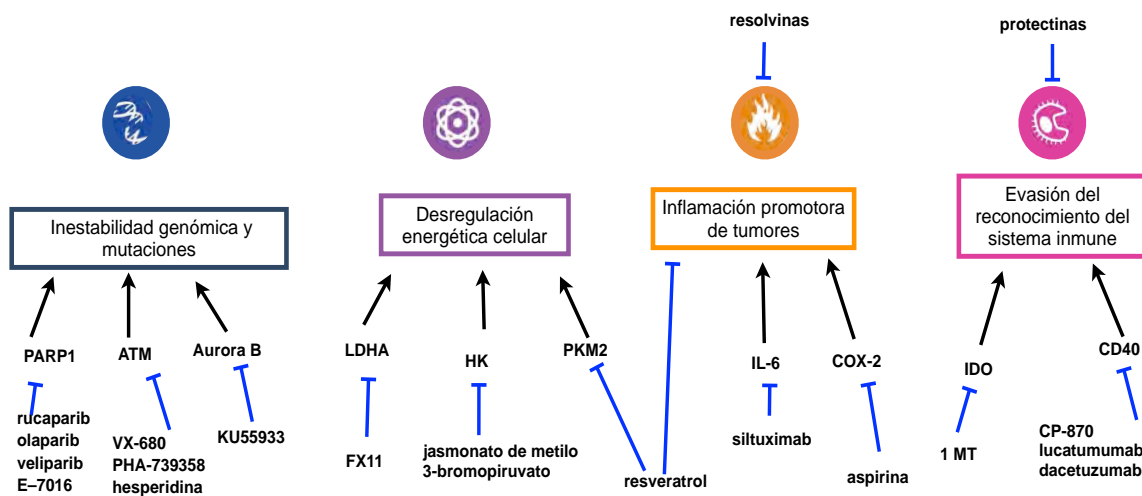 resolvinas
protectinas
Inestabilidad genómica y
mutaciones
Desregulación
energética celular
Inflamación promotora
de tumores
Evasión del
reconocimiento del
sistema inmune
PARP1
ATM
Aurora B
LDHA
HK
PKM2
IL-6
COX-2
IDO
CD40
rucaparib
olaparib
veliparib
E–7016
VX-680
PHA-739358
hesperidina
KU55933
FX11
jasmonato de metilo
3-bromopiruvato
resveratrol
siltuximab
aspirina
1 MT
CP-870
lucatumumab
dacetuzumab